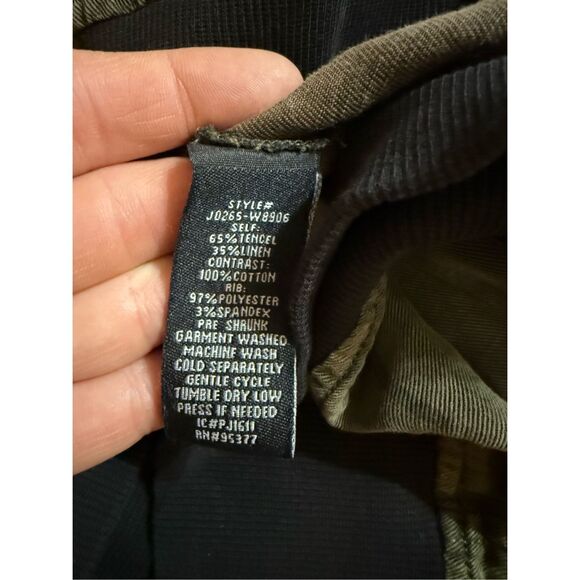 STYLE#
J0265-W8906
SELF:
65%TENCEL
35%LINEN
CONTRAST:
100%COTTON
RIB:
97%POLYESTER
3%SPANDEX
PRE SHRUNK
GARMENT WASHED
MACHINE WASH
COLD SEPARATELY
GENTLE CYCLE
TUMBLE DRY LOW
PRESS IF NEEDED
IC#PJ1611
RN#95377